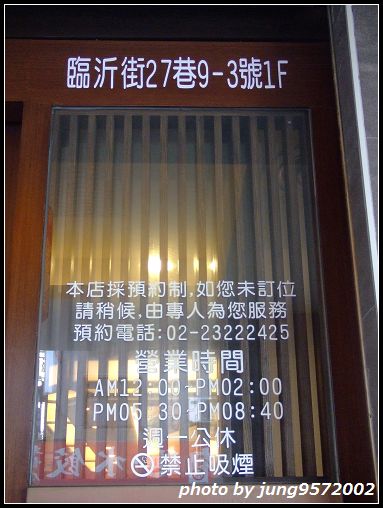 臨沂街27巷9-3號1F
本店採預約制,如您未訂位
請稍候,由專人為您服務
預約電話:02-23222425
營業時間
AM12:00-PM02:00
PM05:30-PM08:40
週一公休
禁止吸煙
水餃
photo by jung9572002